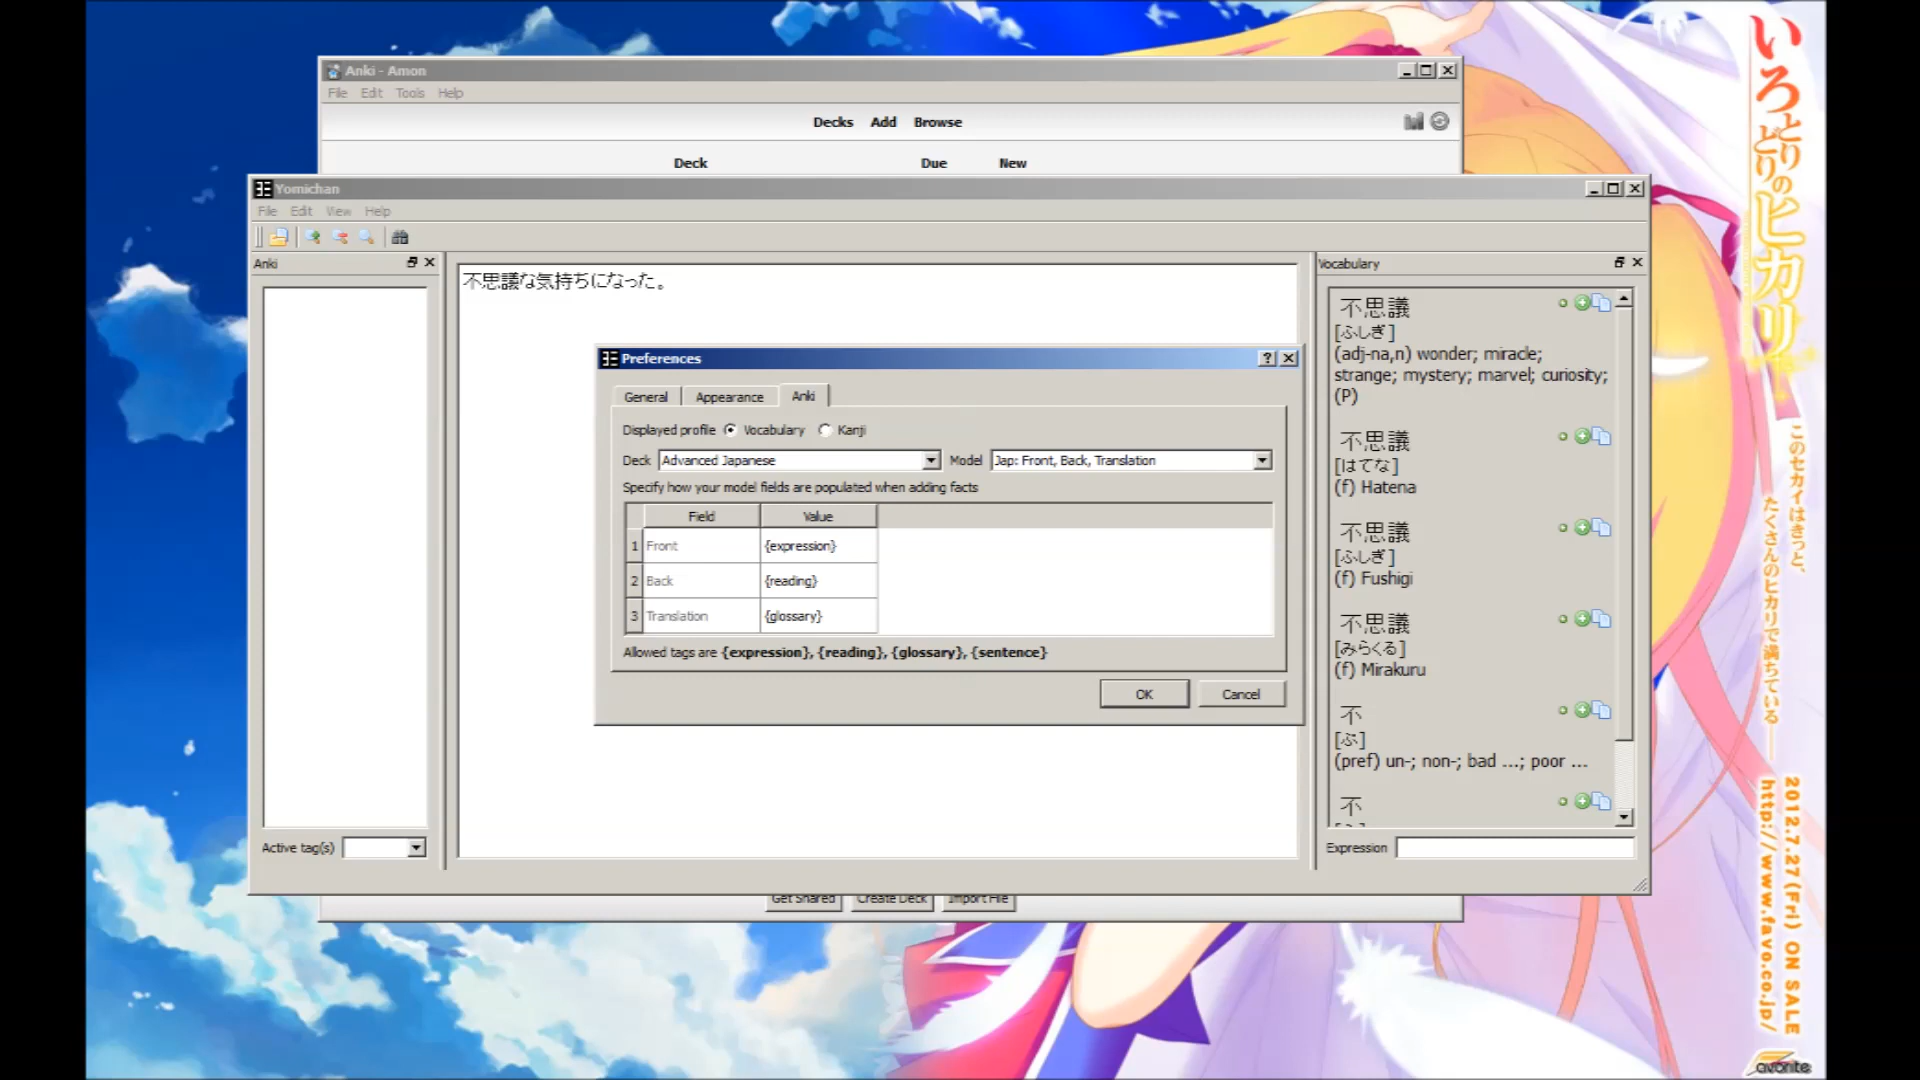 Anki - Amon
File Edit Tools Help
Decks Add Browse
Deck Due New
Yomichan
File Edit View Help
Anki
不思議な気持ちになった。
Active tag(s)
Preferences
General Appearance Anki
Displayed profile Vocabulary Kanji
Deck Advanced Japanese Model Jap: Front, Back, Translation
Specify how your model fields are populated when adding facts
Field Value
1 Front {expression}
2 Back {reading}
3 Translation {glossary}
Allowed tags are {expression}, {reading}, {glossary}, {sentence}
OK Cancel
Vocabulary
不思議
[ふしぎ]
(adj-na,n) wonder; miracle;
strange; mystery; marvel; curiosity;
(P)
不思議
[はてな]
(f) Hatena
不思議
[ふしぎ]
(f) Fushigi
不思議
[みらくる]
(f) Mirakuru
不
[ぶ]
(pref) un-; non-; bad ...; poor ...
不
Expression
Get Shared Create Deck Import File
いろとりどりのヒカリ
このセカイはきっと、
たくさんのヒカリで満ちている――
2012.7.27(Fri) ON SALE
http://www.favo.co.jp/
favorite